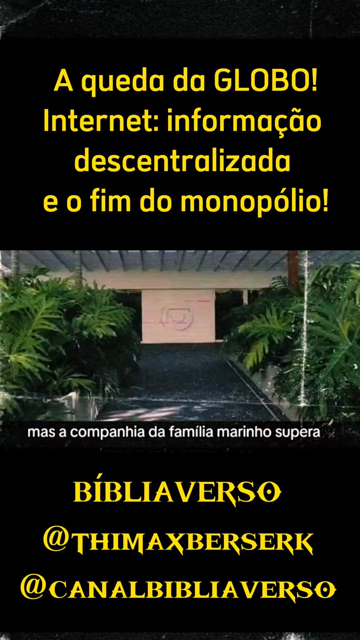 A queda da GLOBO!
Internet: informação
descentralizada
e o fim do monopólio!
mas a companhia da família marinho supera
BÍBLIAVERSO
@THIMAXBERSERK
@CANALBIBLIAVERSO